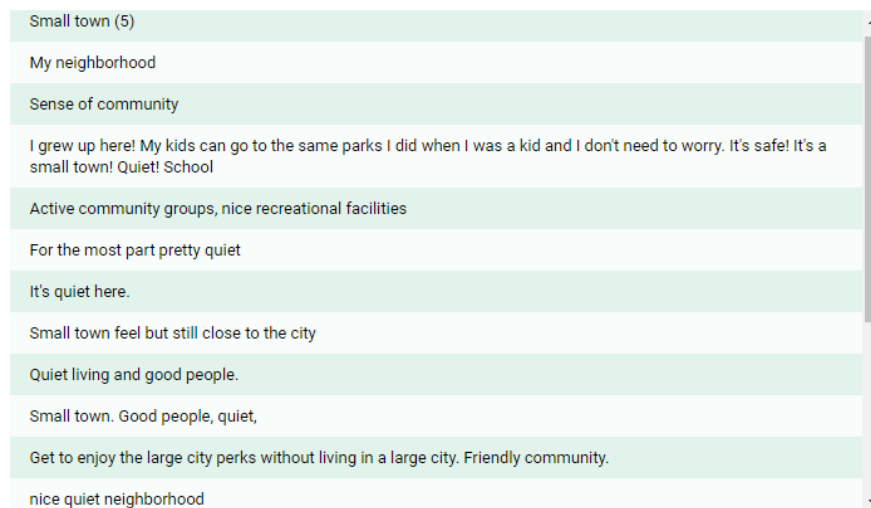 Small town (5)
My neighborhood
Sense of community
I grew up here! My kids can go to the same parks I did when I was a kid and I don't need to worry. It's safe! It's a
small town! Quiet! School
Active community groups, nice recreational facilities
For the most part pretty quiet
It's quiet here.
Small town feel but still close to the city
Quiet living and good people.
Small town. Good people, quiet,
Get to enjoy the large city perks without living in a large city. Friendly community.
nice quiet neighborhood